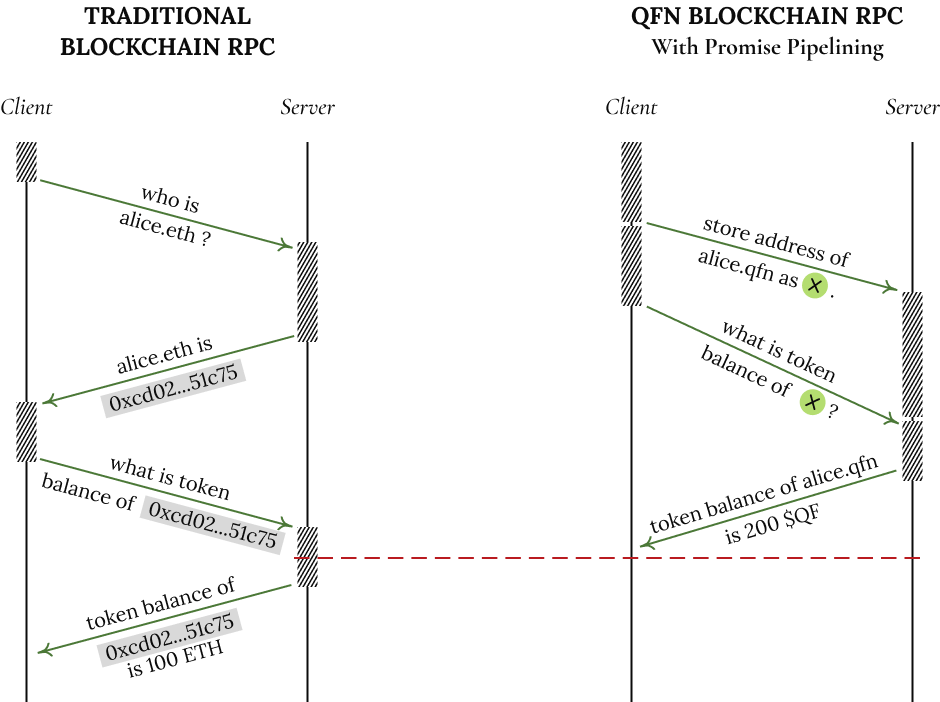 TRADITIONAL
BLOCKCHAIN RPC
Client
Server
who is
alice.eth ?
alice.eth is
0xcd02...51c75
what is token
balance of 0xcd02...51c75
token balance of
0xcd02...51c75
is 100 ETH
QFN BLOCKCHAIN RPC
With Promise Pipelining
Client
Server
store address of
alice.qfn as ✕ .
what is token
balance of ✕ ?
token balance of alice.qfn
is 200 $QF